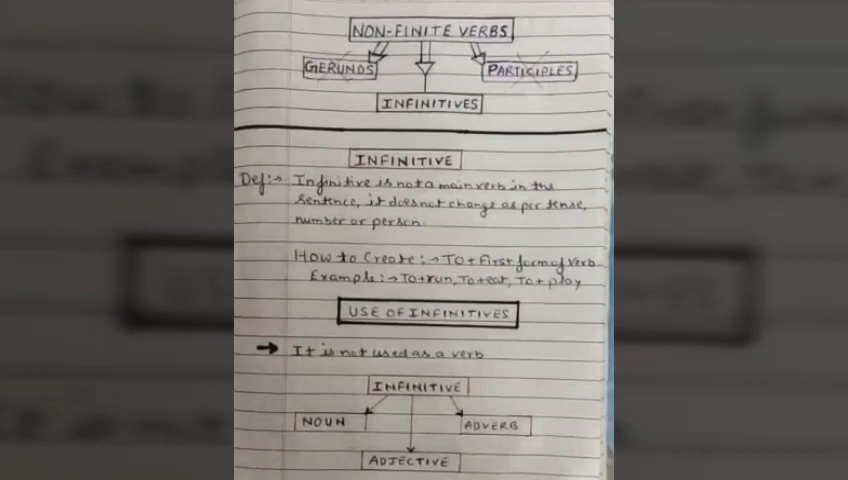 NON-FINITE VERBS
GERUNDS
PARTICIPLES
INFINITIVES
INFINITIVE
Def:→ Infinitive is not a main verb in the
sentence, it does not change as per tense,
number or person.
How to Create:→ To+First form of Verb
Example:→ To+run, To+eat, To+play
USE OF INFINITIVES
→ It is not used as a verb
INFINITIVE
NOUN
ADVERB
ADJECTIVE